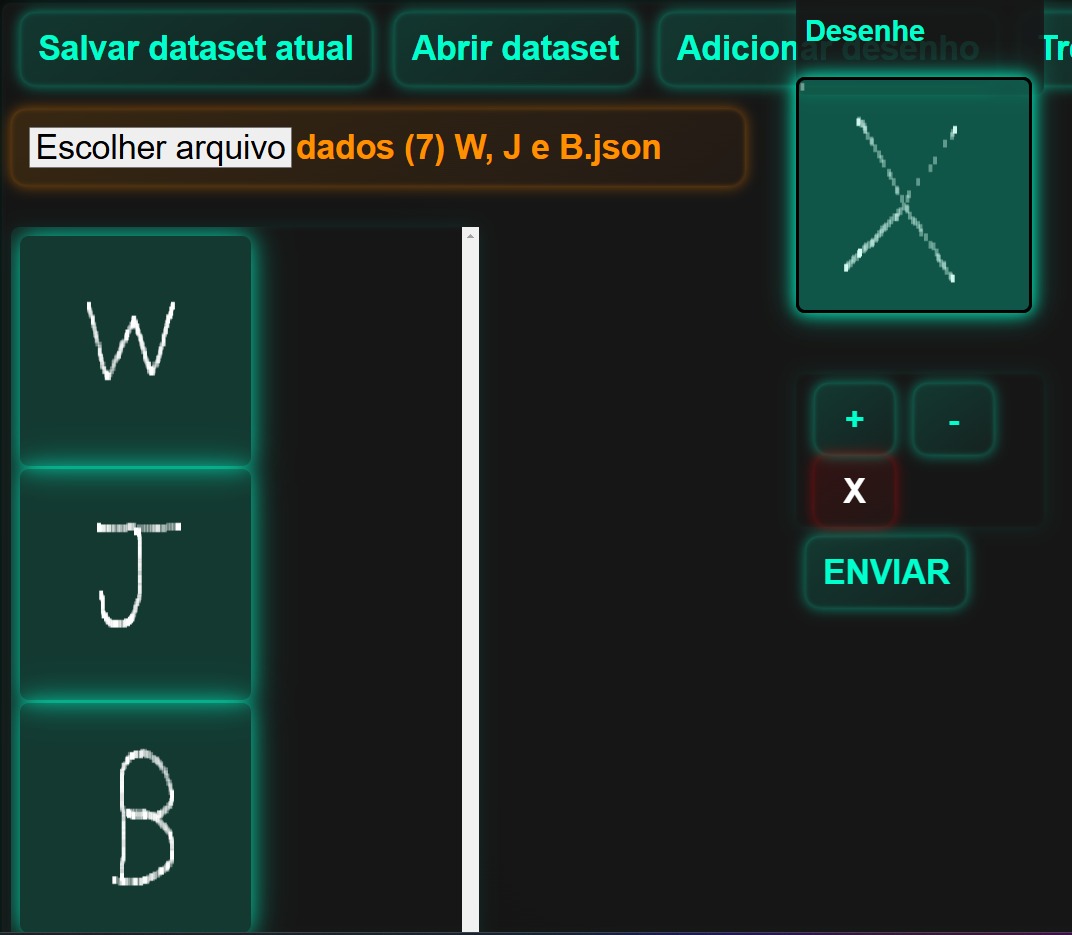 Salvar dataset atual
Abrir dataset
Adicionar desenho
Tr
Desenhe
Escolher arquivo dados (7) W, J e B.json
X
W
J
B
+
-
X
ENVIAR